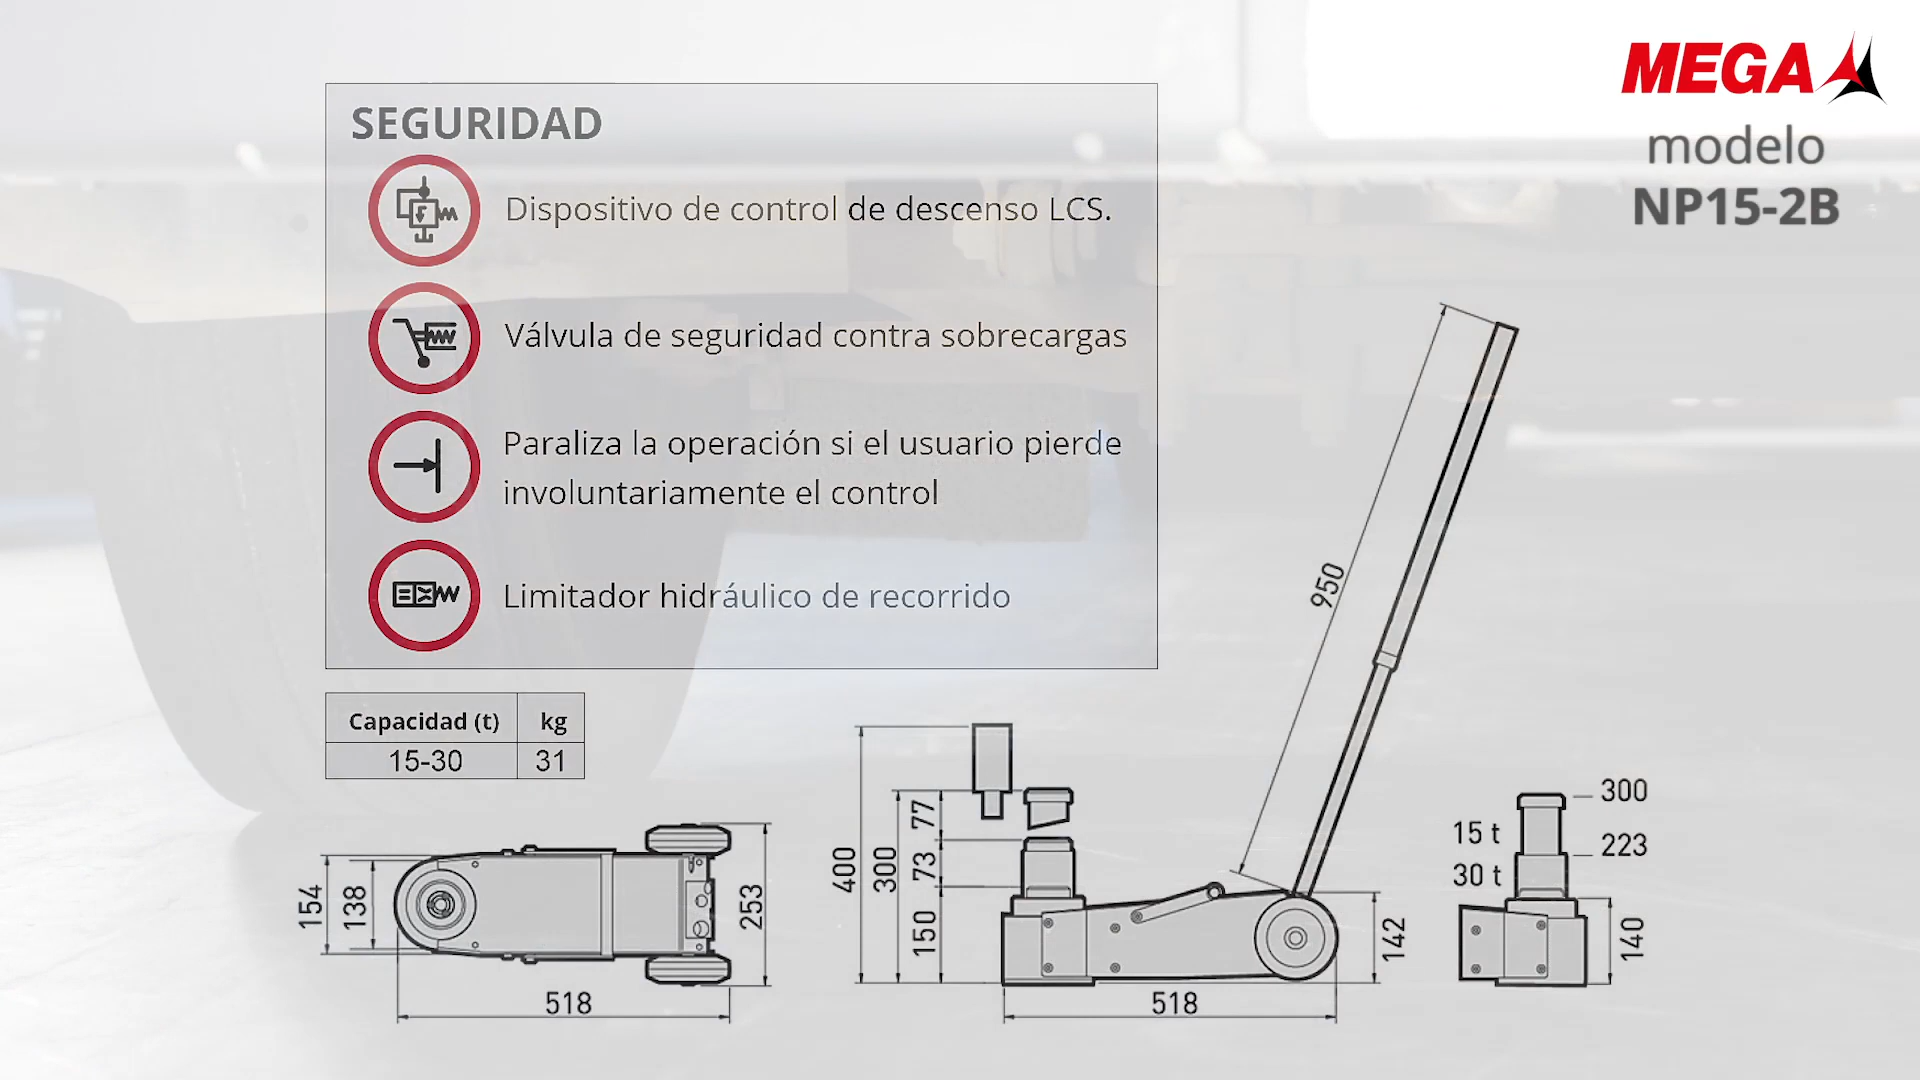 MEGA
modelo
NP15-2B
SEGURIDAD
Dispositivo de control de descenso LCS.
Válvula de seguridad contra sobrecargas
Paraliza la operación si el usuario pierde
involuntariamente el control
Limitador hidráulico de recorrido
Capacidad (t) kg
15-30 31
154
138
253
518
400
300
77
73
150
950
142
518
15 t
30 t
300
223
140